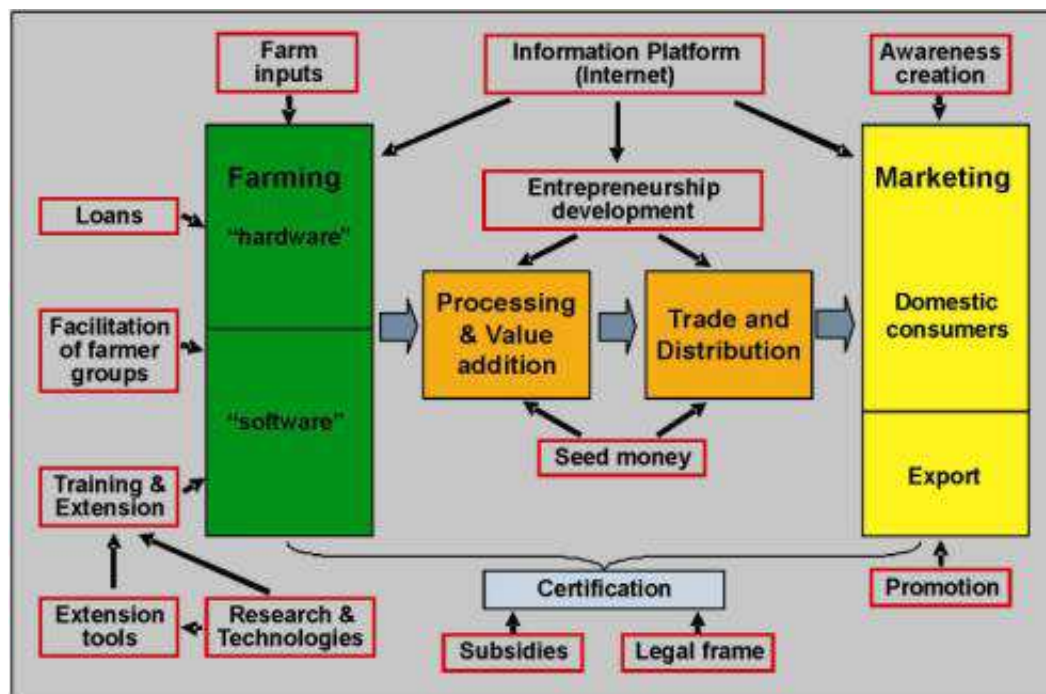 Farm
inputs
Information Platform
(Internet)
Awareness
creation
Farming
"hardware"
"software"
Loans
Facilitation
of farmer
groups
Training &
Extension
Extension
tools
Research &
Technologies
Entrepreneurship
development
Processing
& Value
addition
Trade and
Distribution
Seed money
Marketing
Domestic
consumers
Export
Certification
Subsidies
Legal frame
Promotion